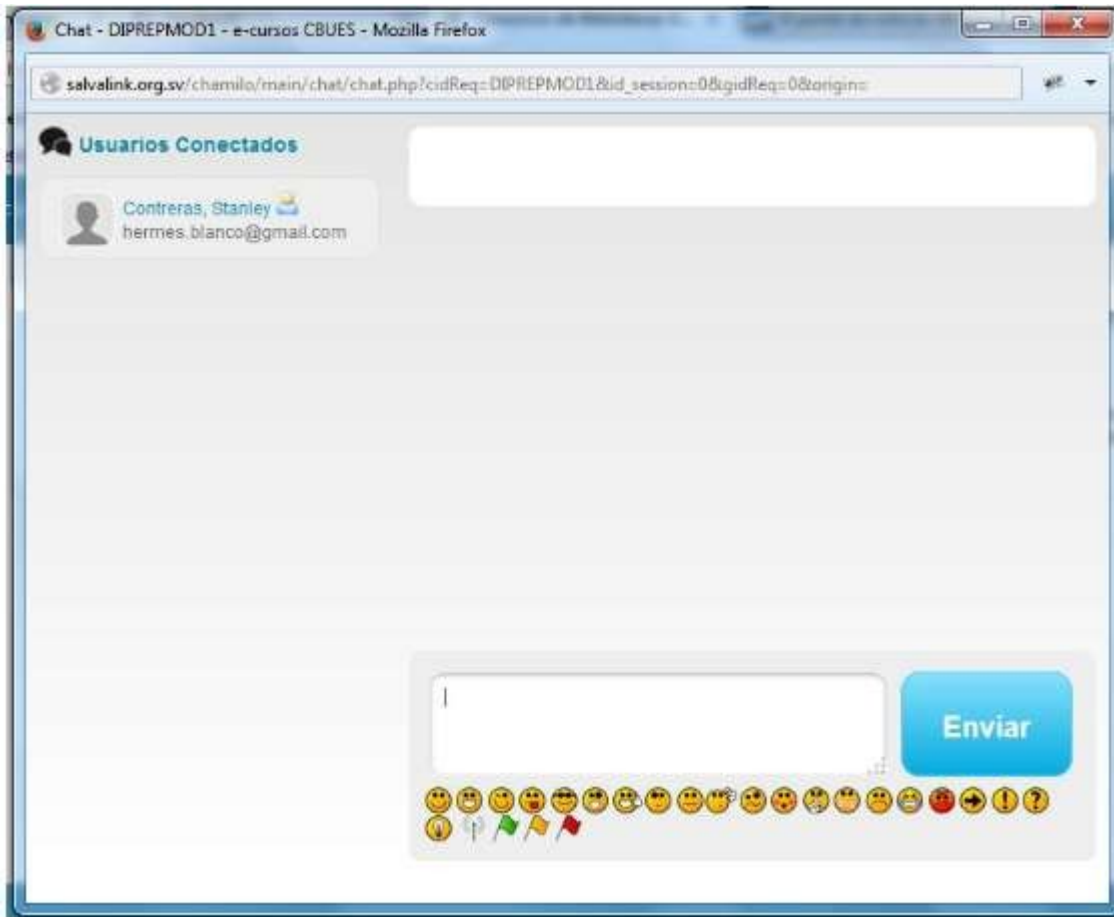 Chat - DIPREPMOD1 - e-cursos CBUES - Mozilla Firefox
salvalink.org.sv/chamilo/main/chat/chat.php?cidReq=DIPREPMOD1&id_session=0&gidReq=0&origin=
Usuarios Conectados
Contreras, Stanley
hermes.blanco@gmail.com
Enviar